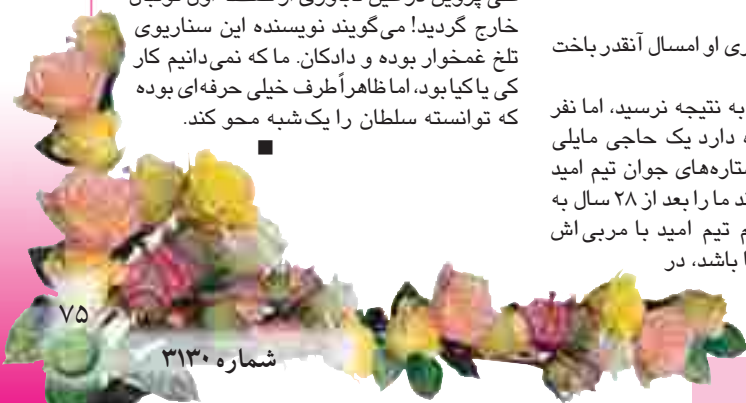 ری او امسال آنقدر باخت
به نتیجه نرسید، اما نفر
دارد یک حاجی مایلی
ستاره‌های جوان تیم امید
ند ما را بعد از ۲۸ سال به
م تیم امید با مربی‌اش
ا باشد، در
خارج گردید! می‌گویند نویسنده این سناریوی
تلخ غمخوار بوده و دادکان. ما که نمی‌دانیم کار
کی یا کیا بود، اما ظاهراً طرف خیلی حرفه‌ای بوده
که توانسته سلطان را یک‌شبه محو کند.
۷۵
شماره ۳۱۳۰